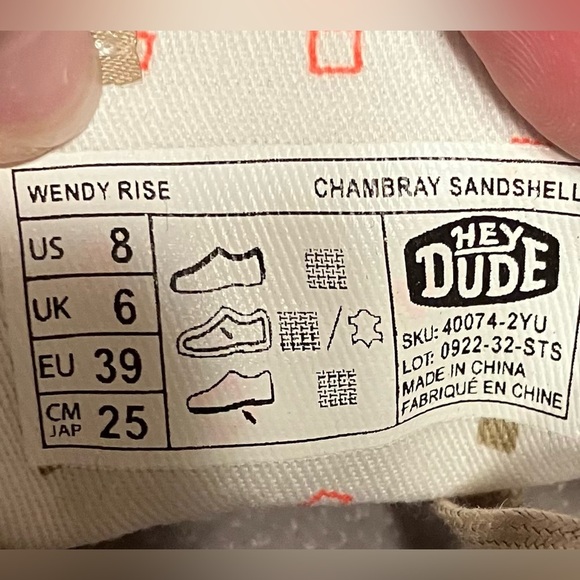 WENDY RISE CHAMBRAY SANDSHELL
US 8
UK 6
EU 39
CM JAP 25
HEY
DUDE
SKU: 40074-2YU
LOT: 0922-32-STS
MADE IN CHINA
FABRIQUÉ EN CHINE